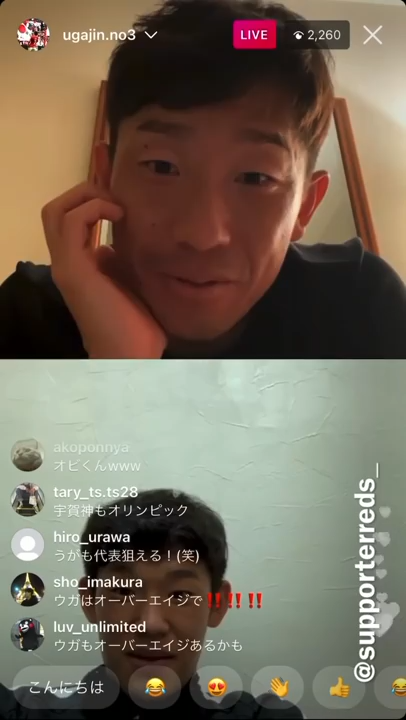 ugajin.no3
LIVE
2,260
akoponnya
オビくんwww
tary_ts.ts28
宇賀神もオリンピック
hiro_urawa
うがも代表狙える！(笑)
sho_imakura
ウガはオーバーエイジで‼️‼️‼️
luv_unlimited
ウガもオーバーエイジあるかも
こんにちは
@supporterreds_